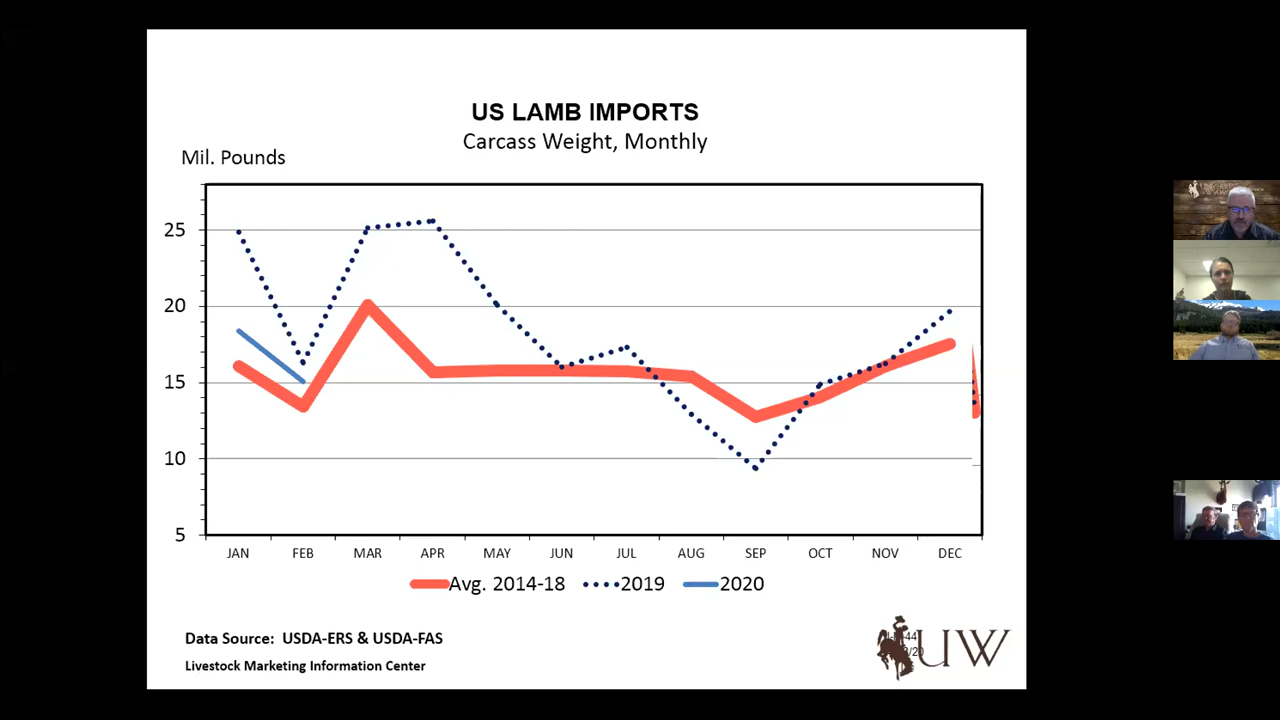 US LAMB IMPORTS
Carcass Weight, Monthly
Mil. Pounds
25
20
15
10
5
JAN FEB MAR APR MAY JUN JUL AUG SEP OCT NOV DEC
Avg. 2014-18 2019 2020
Data Source: USDA-ERS & USDA-FAS
Livestock Marketing Information Center
UW